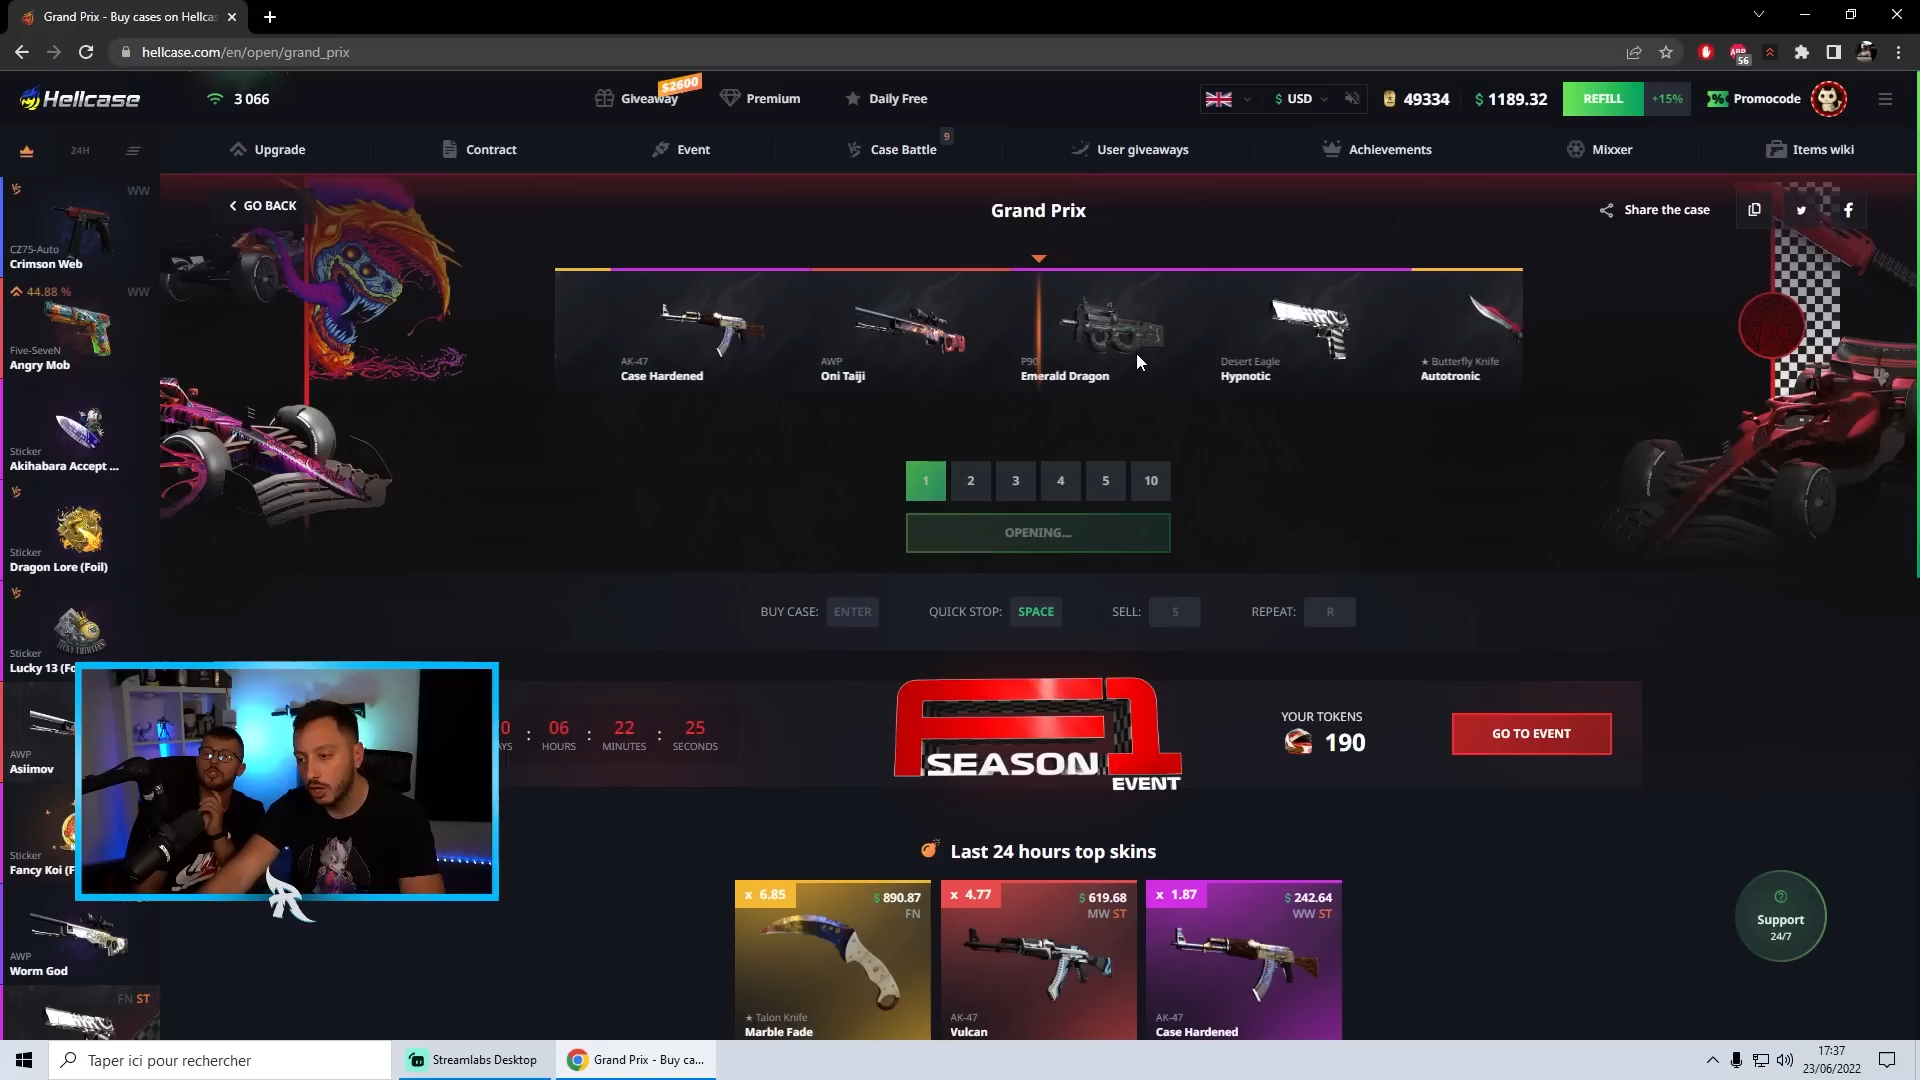 Grand Prix - Buy cases on Hellcas
hellcase.com/en/open/grand_prix
56
Hellcase
3 066
Giveaway
$2600
Premium
Daily Free
$ USD
49334
$ 1189.32
REFILL
+15%
Promocode
24H
Upgrade
Contract
Event
Case Battle
9
User giveaways
Achievements
Mixxer
Items wiki
GO BACK
Grand Prix
Share the case
WW
CZ75-Auto
Crimson Web
44.88 %
WW
Five-SeveN
Angry Mob
Sticker
Akihabara Accept ...
Sticker
Dragon Lore (Foil)
Sticker
Lucky 13 (Fo
AWP
Asiimov
Sticker
Fancy Koi (F
AWP
Worm God
FN ST
AK-47
Case Hardened
AWP
Oni Taiji
P90
Emerald Dragon
Desert Eagle
Hypnotic
★ Butterfly Knife
Autotronic
1
2
3
4
5
10
OPENING...
BUY CASE: ENTER
QUICK STOP: SPACE
SELL: S
REPEAT: R
06
HOURS
:
22
MINUTES
:
25
SECONDS
F1
SEASON
EVENT
YOUR TOKENS
190
GO TO EVENT
Last 24 hours top skins
x 6.85
$ 890.87
FN
★ Talon Knife
Marble Fade
x 4.77
$ 619.68
MW ST
AK-47
Vulcan
x 1.87
$ 242.64
WW ST
AK-47
Case Hardened
Support
24/7
Taper ici pour rechercher
Streamlabs Desktop
Grand Prix - Buy ca...
17:37
23/06/2022